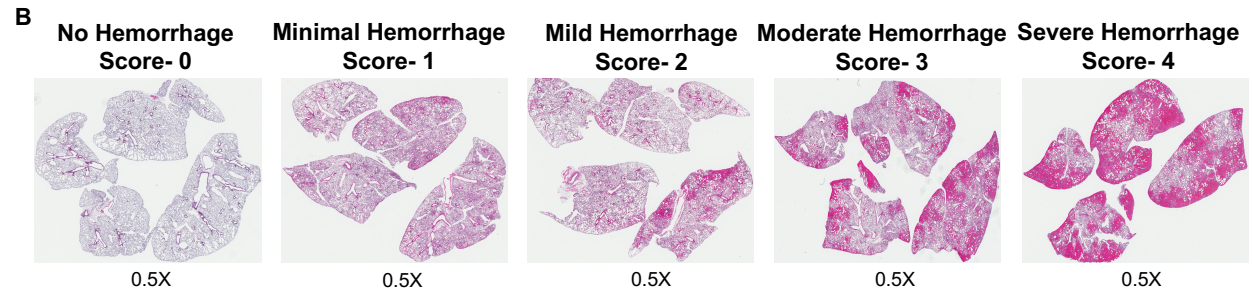 B
No Hemorrhage
Score- 0
Minimal Hemorrhage
Score- 1
Mild Hemorrhage
Score- 2
Moderate Hemorrhage
Score- 3
Severe Hemorrhage
Score- 4
0.5X
0.5X
0.5X
0.5X
0.5X